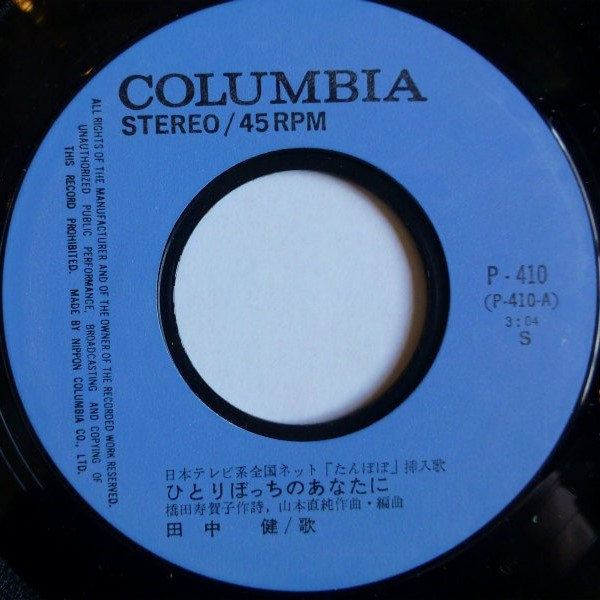 COLUMBIA
STEREO/45 RPM
ALL RIGHTS OF THE MANUFACTURER AND OF THE OWNER OF THE RECORDED WORK RESERVED.
UNAUTHORIZED PUBLIC PERFORMANCE, BROADCASTING AND COPYING OF
THIS RECORD PROHIBITED. MADE BY NIPPON COLUMBIA CO., LTD.
P-410
(P-410-A)
3:04
S
日本テレビ系全国ネット「たんぽぽ」挿入歌
ひとりぼっちのあなたに
橋田寿賀子作詩, 山本直純作曲・編曲
田中 健/歌